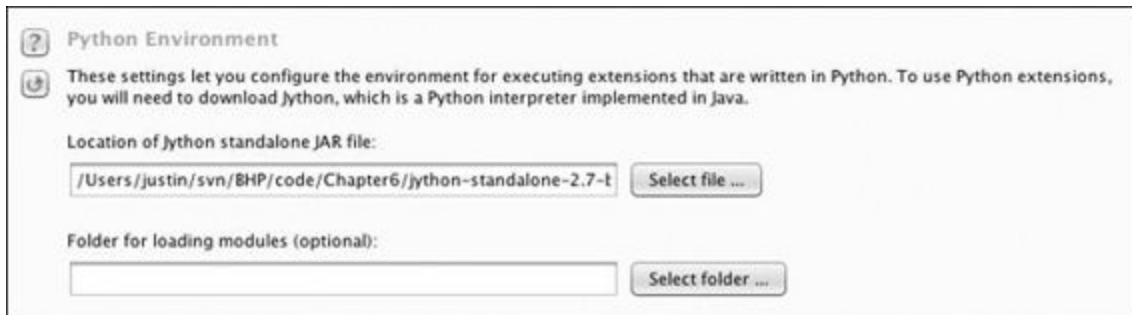 Python Environment
These settings let you configure the environment for executing extensions that are written in Python. To use Python extensions,
you will need to download Jython, which is a Python interpreter implemented in Java.
Location of Jython standalone JAR file:
/Users/justin/svn/BHP/code/Chapter6/jython-standalone-2.7-b
Select file ...
Folder for loading modules (optional):
Select folder ...